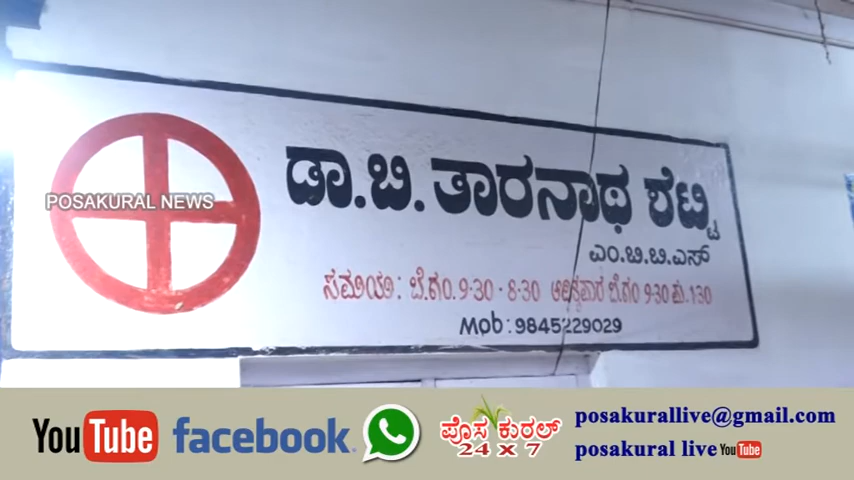 ಡಾ.ಬಿ. ತಾರನಾಥ ಶೆಟ್ಟಿ
ಎಂ.ಬಿ.ಬಿ.ಎಸ್
ಸಮಯ: ಬೆ.ಗಂ. 9.30 - 8.30 ಆದಿತ್ಯವಾರ ಬೆ.ಗಂ 9.30 ಮ. 1.30
Mob: 9845229029
POSAKURAL NEWS
YouTube facebook ಪೊಸ ಕುರಲ್ 24 x 7
posakurallive@gmail.com
posakural live YouTube